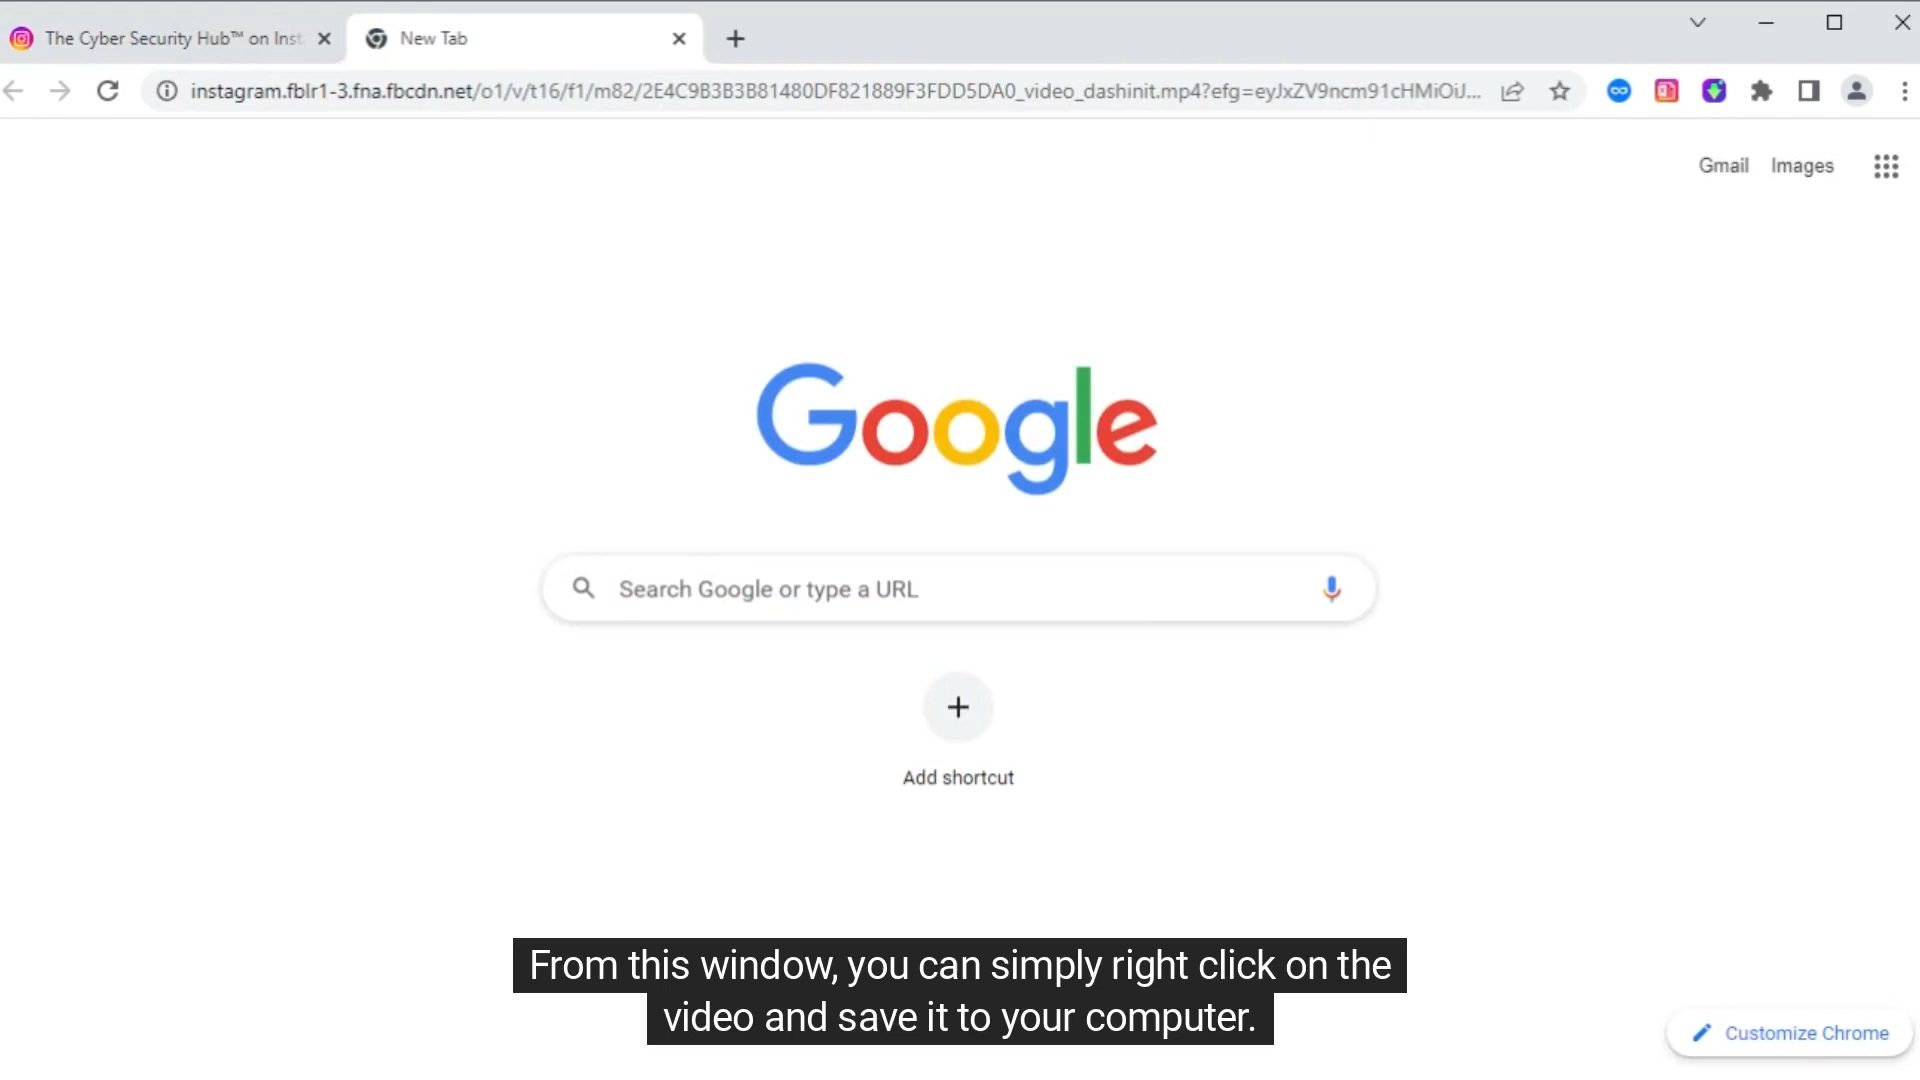 The Cyber Security Hub™ on Inst
New Tab
instagram.fblr1-3.fna.fbcdn.net/o1/v/t16/f1/m82/2E4C9B3B3B81480DF821889F3FDD5DA0_video_dashinit.mp4?efg=eyJxZV9ncm91cHMiOiJ...
Gmail Images
Google
Search Google or type a URL
Add shortcut
From this window, you can simply right click on the
video and save it to your computer.
Customize Chrome